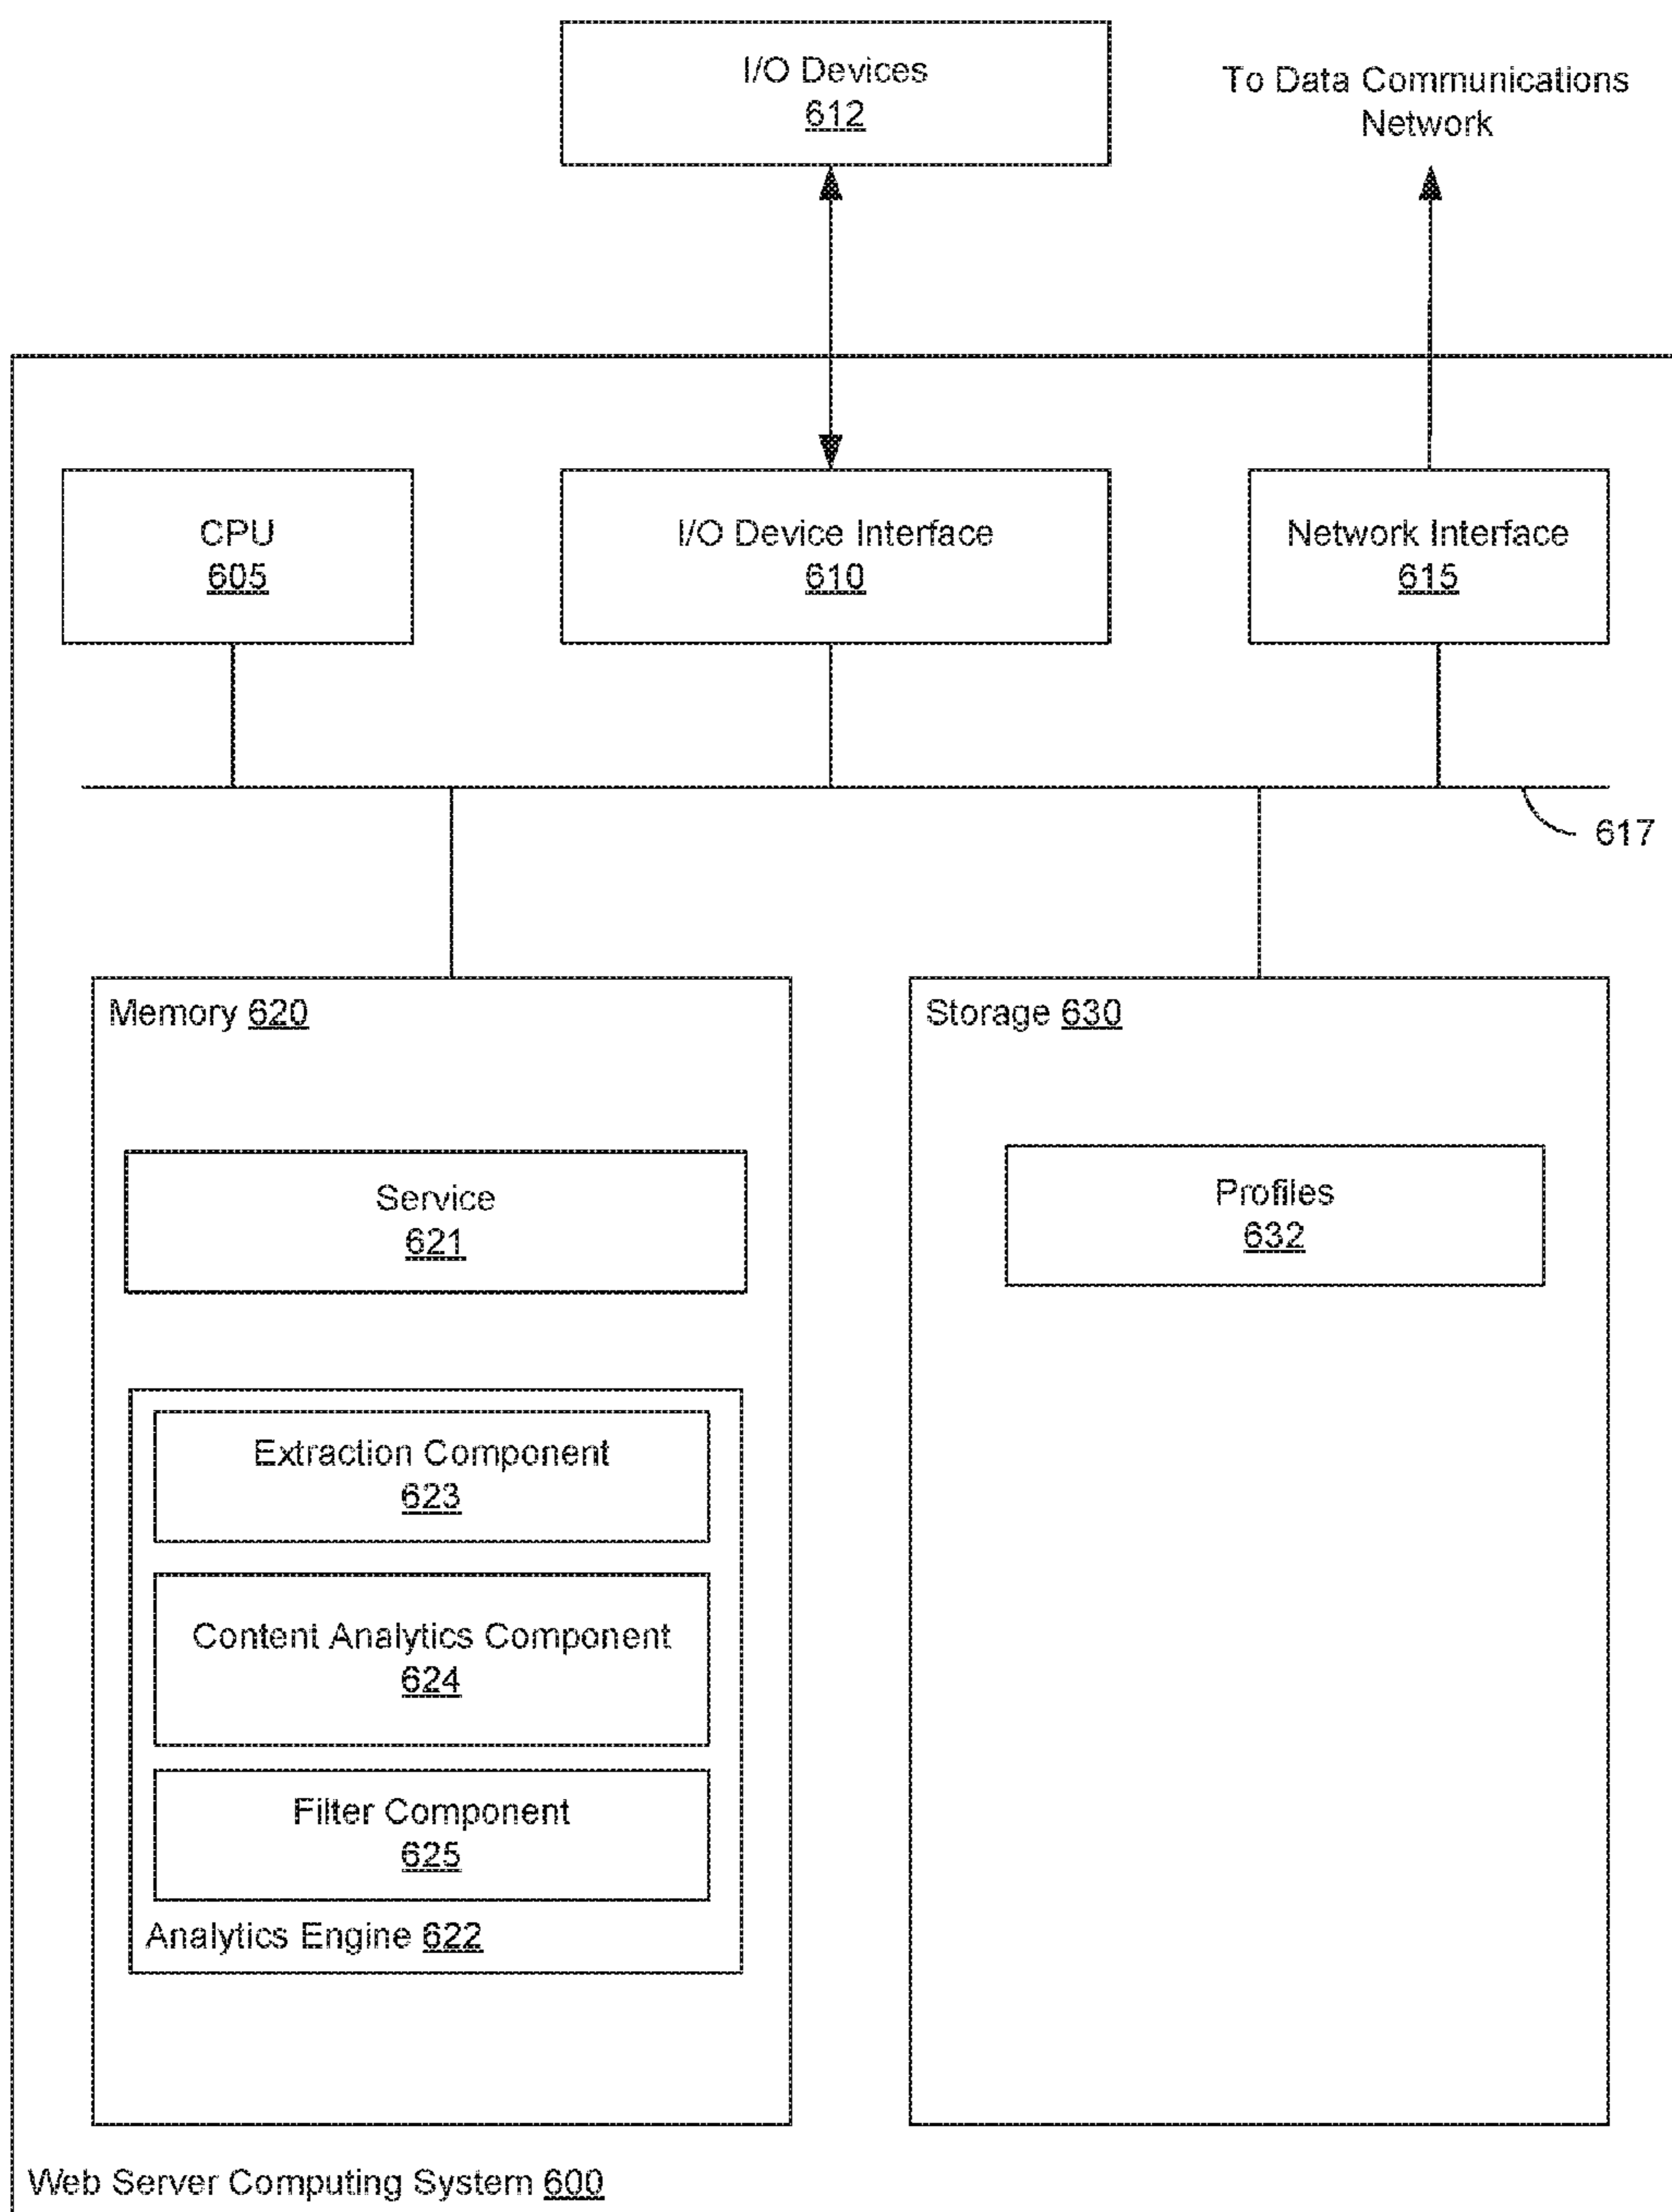 I/O Devices
612
To Data Communications
Network
CPU
605
I/O Device Interface
610
Network Interface
615
617
Memory 620
Service
621
Extraction Component
623
Content Analytics Component
624
Filter Component
625
Analytics Engine 622
Storage 630
Profiles
632
Web Server Computing System 600